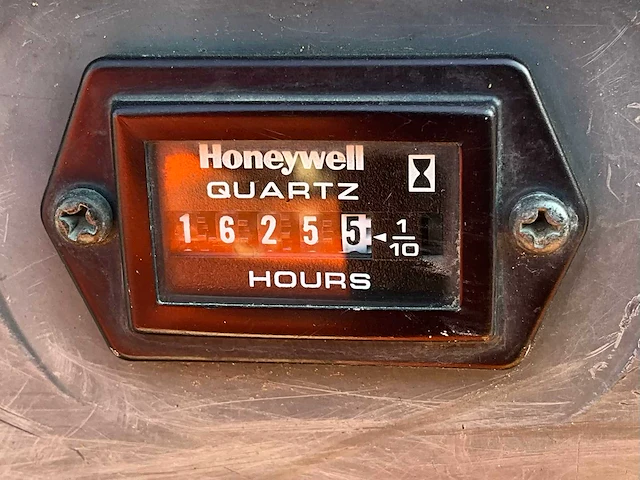 Honeywell
QUARTZ
1 6 2 5 5 ◄ 1/10
HOURS